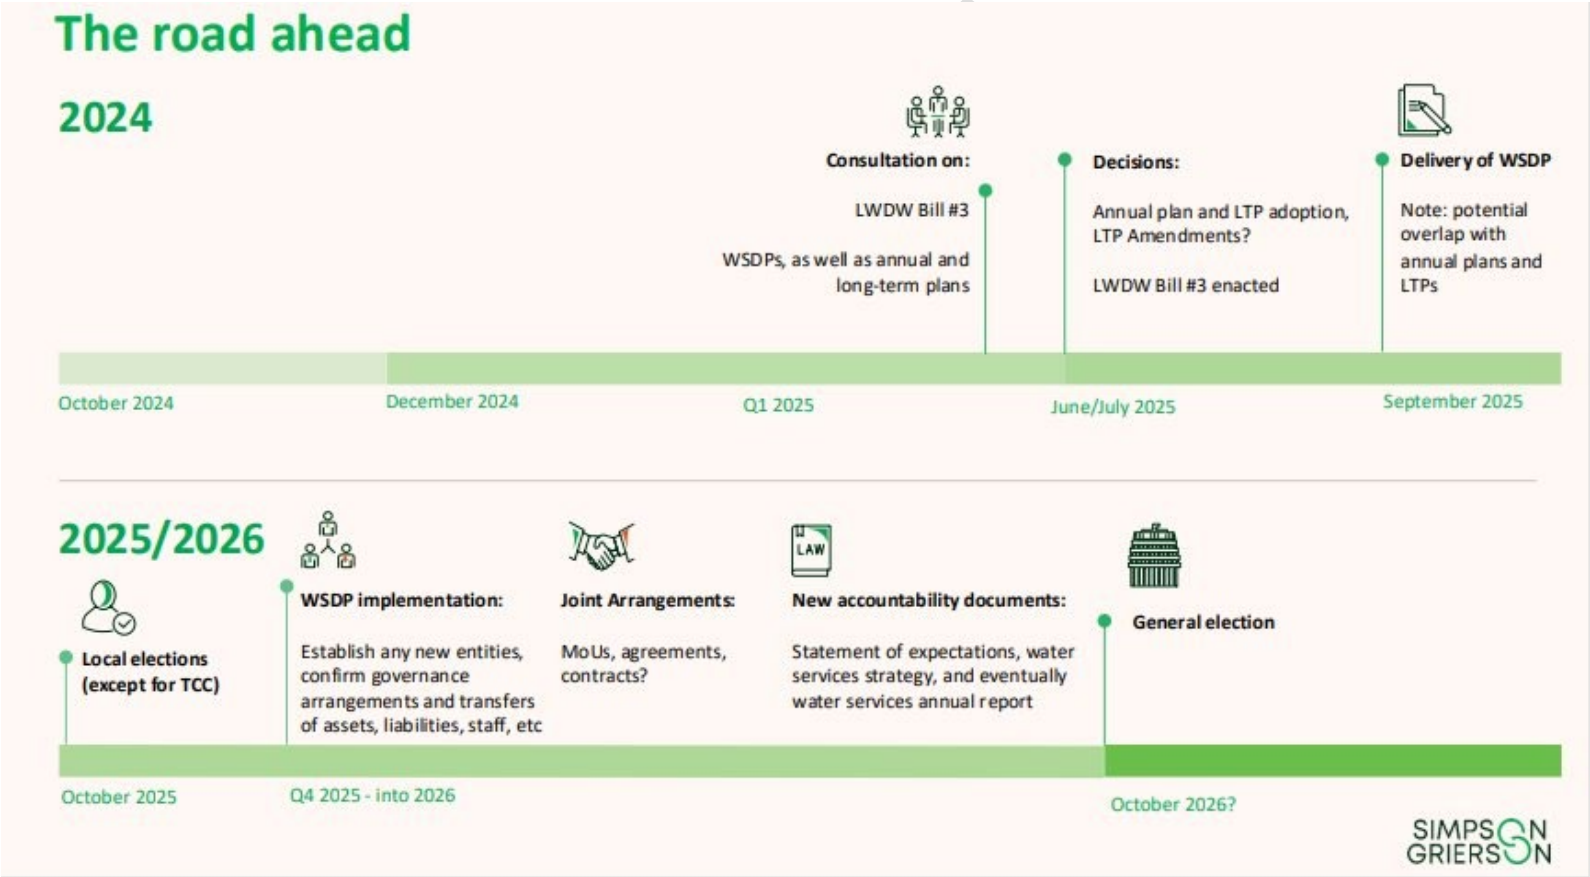 The road ahead
2024
Consultation on:
LWDW Bill #3
WSDPs, as well as annual and
long-term plans
Decisions:
Annual plan and LTP adoption,
LTP Amendments?
LWDW Bill #3 enacted
Delivery of WSDP
Note: potential
overlap with
annual plans and
LTPs
October 2024
December 2024
Q1 2025
June/July 2025
September 2025
2025/2026
Local elections
(except for TCC)
WSDP implementation:
Establish any new entities,
confirm governance
arrangements and transfers
of assets, liabilities, staff, etc
Joint Arrangements:
MoUs, agreements,
contracts?
LAW
New accountability documents:
Statement of expectations, water
services strategy, and eventually
water services annual report
General election
October 2025
Q4 2025 - into 2026
October 2026?
SIMPSON
GRIERSON